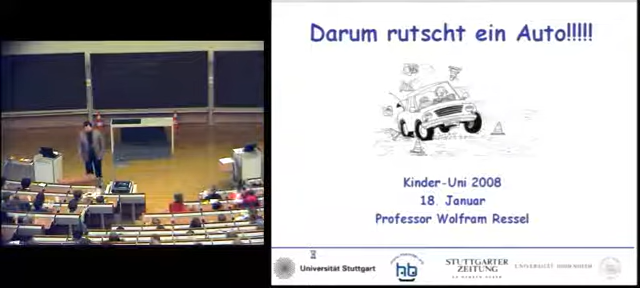 Darum rutscht ein Auto!!!!!
Kinder-Uni 2008
18. Januar
Professor Wolfram Ressel
Universität Stuttgart
STUTTGARTER
ZEITUNG